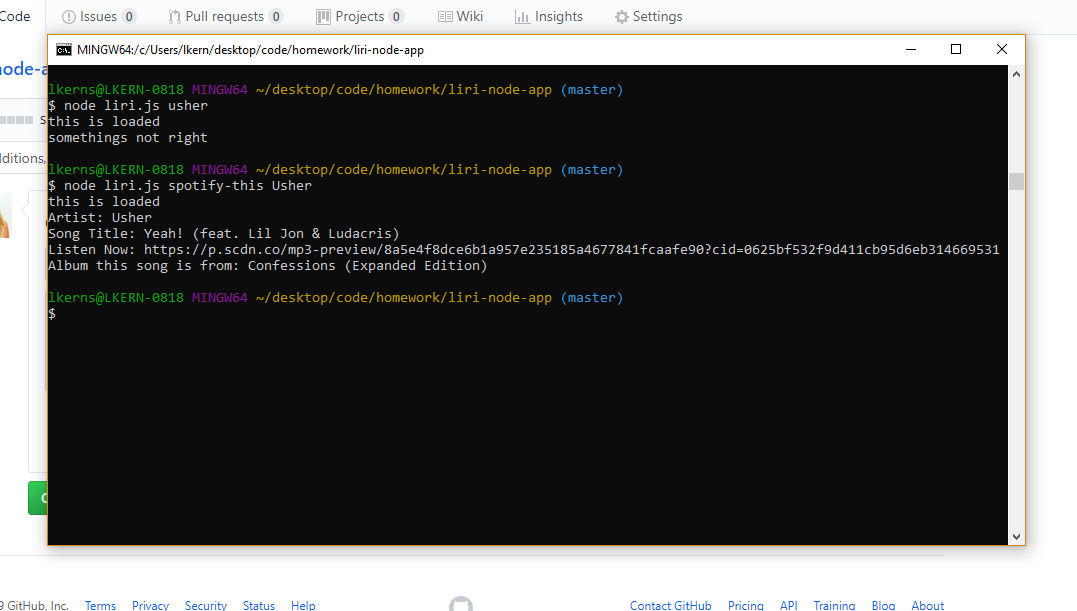 Code Issues 0 Pull requests 0 Projects 0 Wiki Insights Settings
MINGW64:/c/Users/lkern/desktop/code/homework/liri-node-app
lkerns@LKERN-0818 MINGW64 ~/desktop/code/homework/liri-node-app (master)
$ node liri.js usher
this is loaded
somethings not right
lkerns@LKERN-0818 MINGW64 ~/desktop/code/homework/liri-node-app (master)
$ node liri.js spotify-this Usher
this is loaded
Artist: Usher
Song Title: Yeah! (feat. Lil Jon & Ludacris)
Listen Now: https://p.scdn.co/mp3-preview/8a5e4f8dce6b1a957e235185a4677841fcaafe90?cid=0625bf532f9d411cb95d6eb314669531
Album this song is from: Confessions (Expanded Edition)
lkerns@LKERN-0818 MINGW64 ~/desktop/code/homework/liri-node-app (master)
$
GitHub, Inc. Terms Privacy Security Status Help Contact GitHub Pricing API Training Blog About